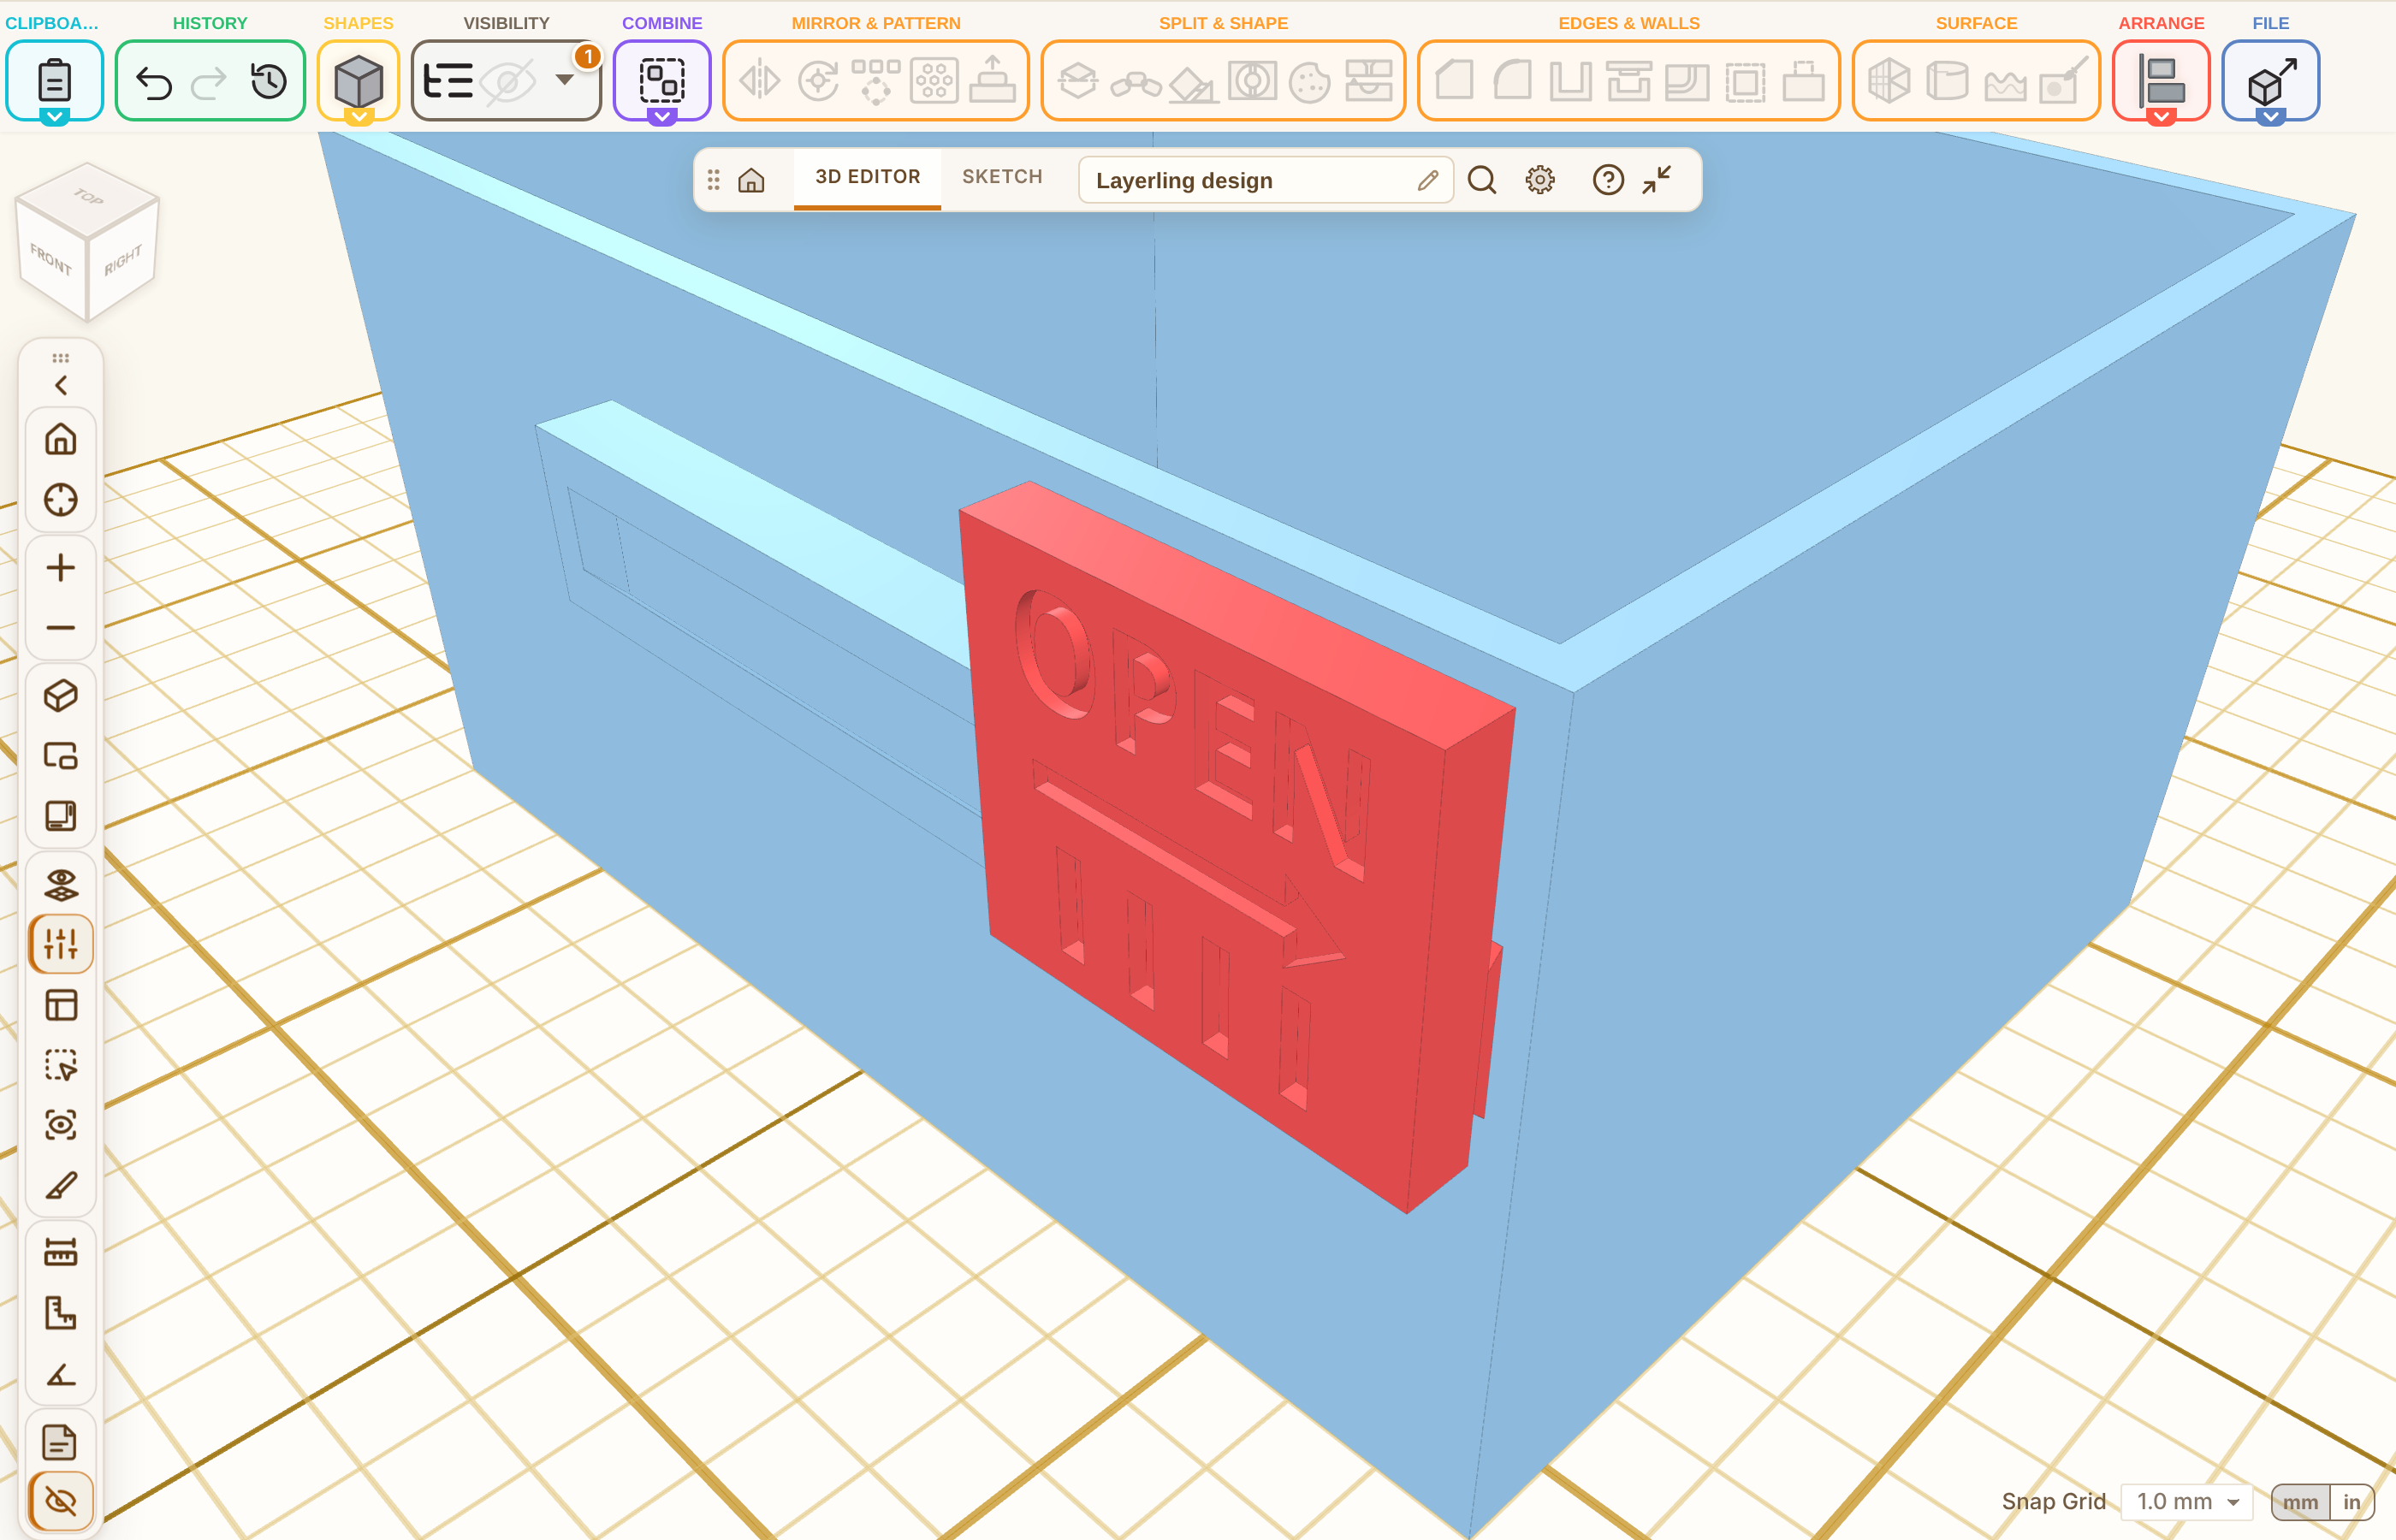 CLIPBOA...
HISTORY
SHAPES
VISIBILITY
COMBINE
MIRROR & PATTERN
SPLIT & SHAPE
EDGES & WALLS
SURFACE
ARRANGE
FILE
1
3D EDITOR
SKETCH
Layerling design
TOP
FRONT
RIGHT
OPEN
Snap Grid
1.0 mm
mm
in